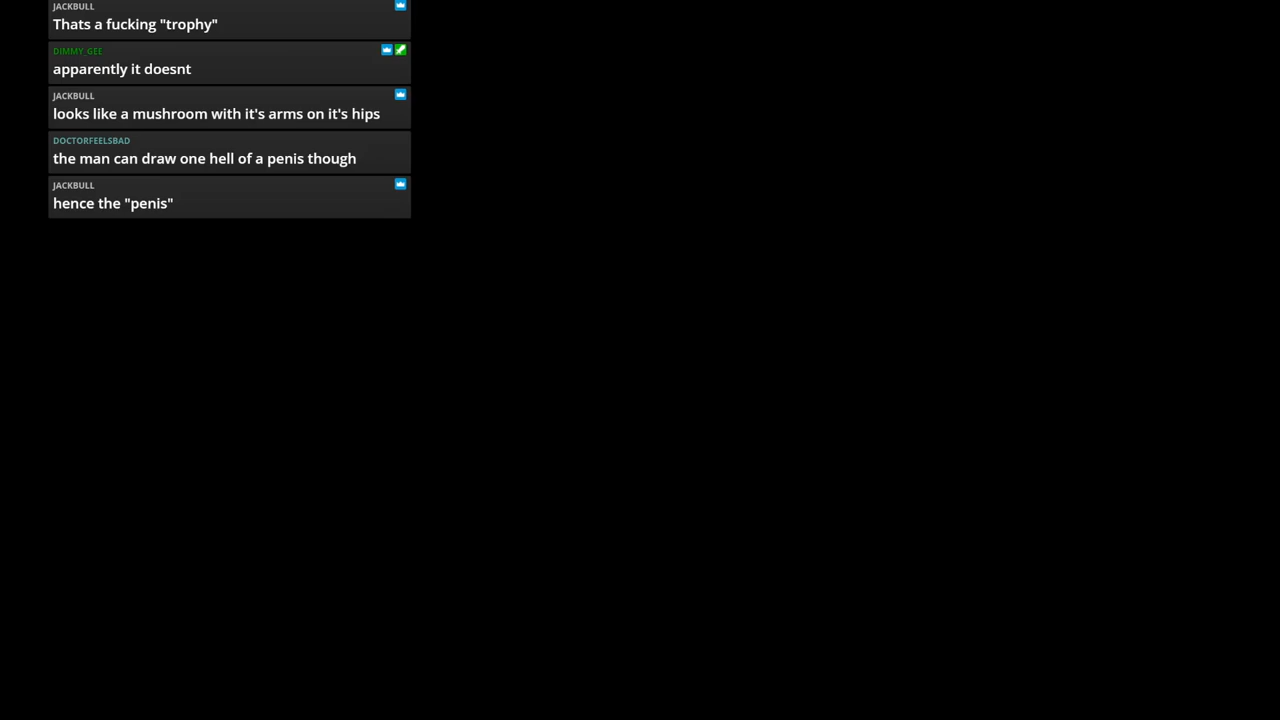 JACKBULL
Thats a fucking "trophy"
DIMMY_GEE
apparently it doesnt
JACKBULL
looks like a mushroom with it's arms on it's hips
DOCTORFEELSBAD
the man can draw one hell of a penis though
JACKBULL
hence the "penis"